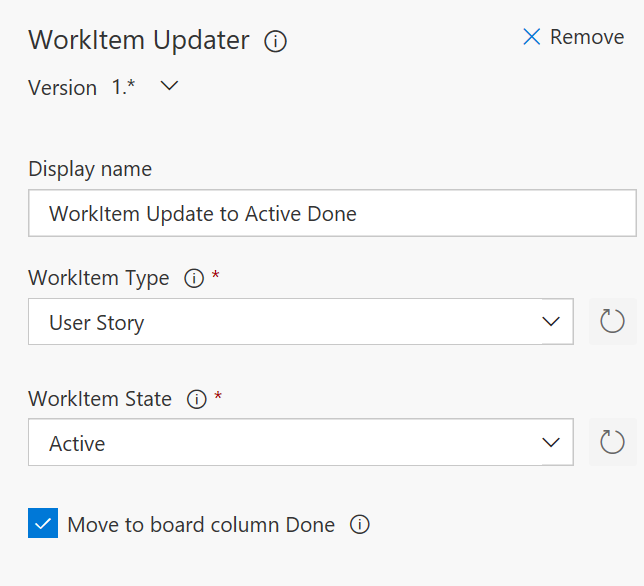 WorkItem Updater
Remove
Version 1.*
Display name
WorkItem Update to Active Done
WorkItem Type *
User Story
WorkItem State *
Active
Move to board column Done